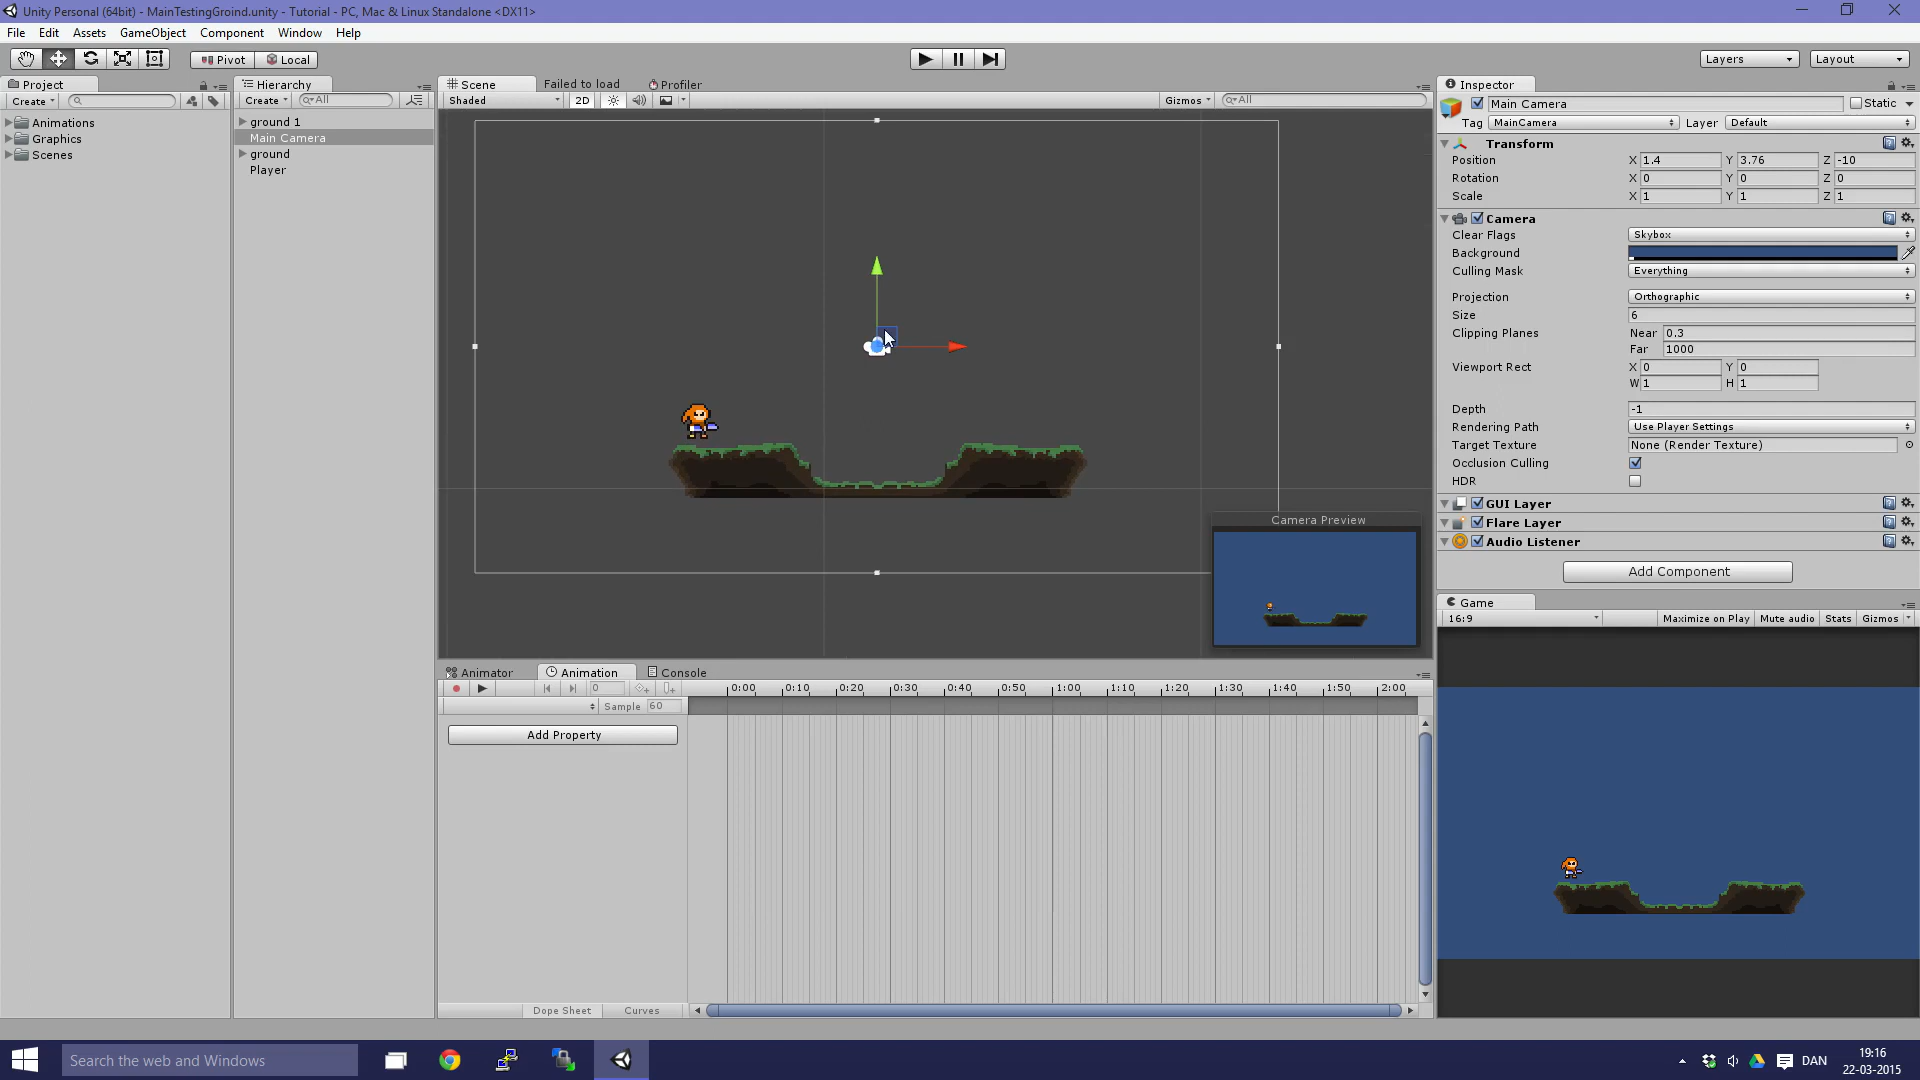 Unity Personal (64bit) - MainTestingGroind.unity - Tutorial - PC, Mac & Linux Standalone <DX11>
File Edit Assets GameObject Component Window Help
Pivot Local Layers Layout
Project Hierarchy Scene Failed to load Profiler Inspector
Create Create All Shaded 2D Gizmos All
Animations
Graphics
Scenes
ground 1
Main Camera
ground
Player
Main Camera Static
Tag MainCamera Layer Default
Transform
Position X 1.4 Y 3.76 Z -10
Rotation X 0 Y 0 Z 0
Scale X 1 Y 1 Z 1
Camera
Clear Flags Skybox
Background
Culling Mask Everything
Projection Orthographic
Size 6
Clipping Planes Near 0.3
Far 1000
Viewport Rect X 0 Y 0
W 1 H 1
Depth -1
Rendering Path Use Player Settings
Target Texture None (Render Texture)
Occlusion Culling
HDR
GUI Layer
Flare Layer
Audio Listener
Add Component
Camera Preview
Game
16:9 Maximize on Play Mute audio Stats Gizmos
Animator Animation Console
0 0:00 0:10 0:20 0:30 0:40 0:50 1:00 1:10 1:20 1:30 1:40 1:50 2:00
Sample 60
Add Property
Dope Sheet Curves
Search the web and Windows
DAN
19:16
22-03-2015